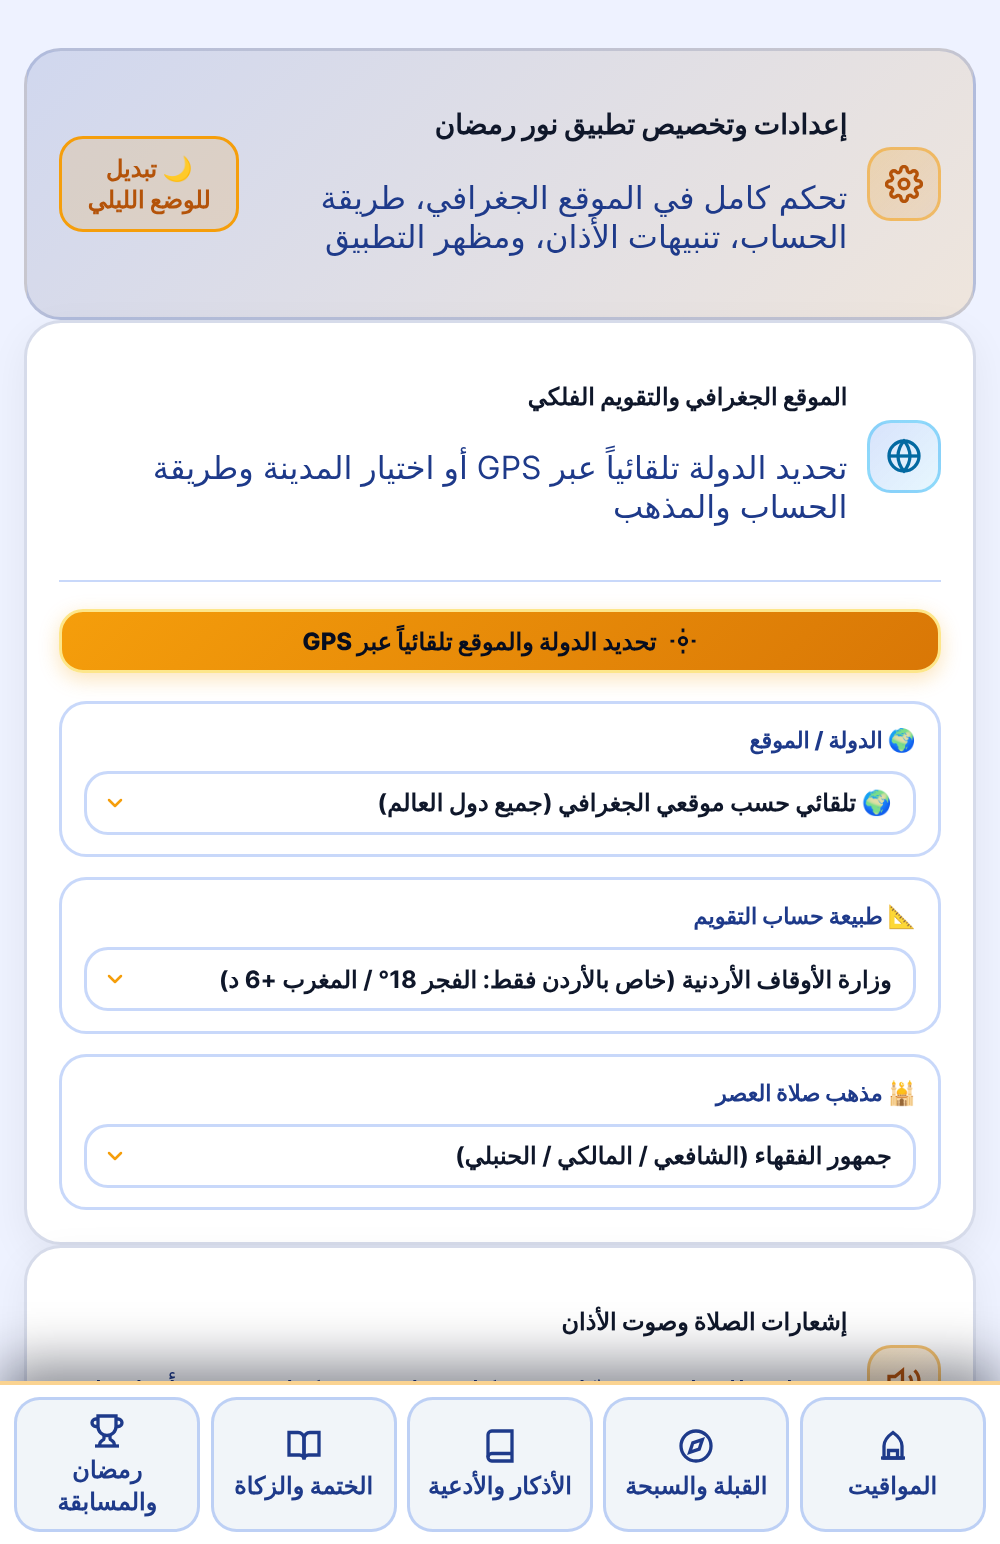 إعدادات وتخصيص تطبيق نور رمضان
تحكم كامل في الموقع الجغرافي، طريقة
الحساب، تنبيهات الأذان، ومظهر التطبيق
🌙 تبديل
للوضع الليلي
الموقع الجغرافي والتقويم الفلكي
تحديد الدولة تلقائياً عبر GPS أو اختيار المدينة وطريقة
الحساب والمذهب
تحديد الدولة والموقع تلقائياً عبر GPS
🌍 الدولة / الموقع
🌍 تلقائي حسب موقعي الجغرافي (جميع دول العالم)
📐 طبيعة حساب التقويم
وزارة الأوقاف الأردنية (خاص بالأردن فقط: الفجر 18° / المغرب +6 د)
🕌 مذهب صلاة العصر
جمهور الفقهاء (الشافعي / المالكي / الحنبلي)
إشعارات الصلاة وصوت الأذان
المواقيت
القبلة والسبحة
الأذكار والأدعية
الختمة والزكاة
رمضان
والمسابقة